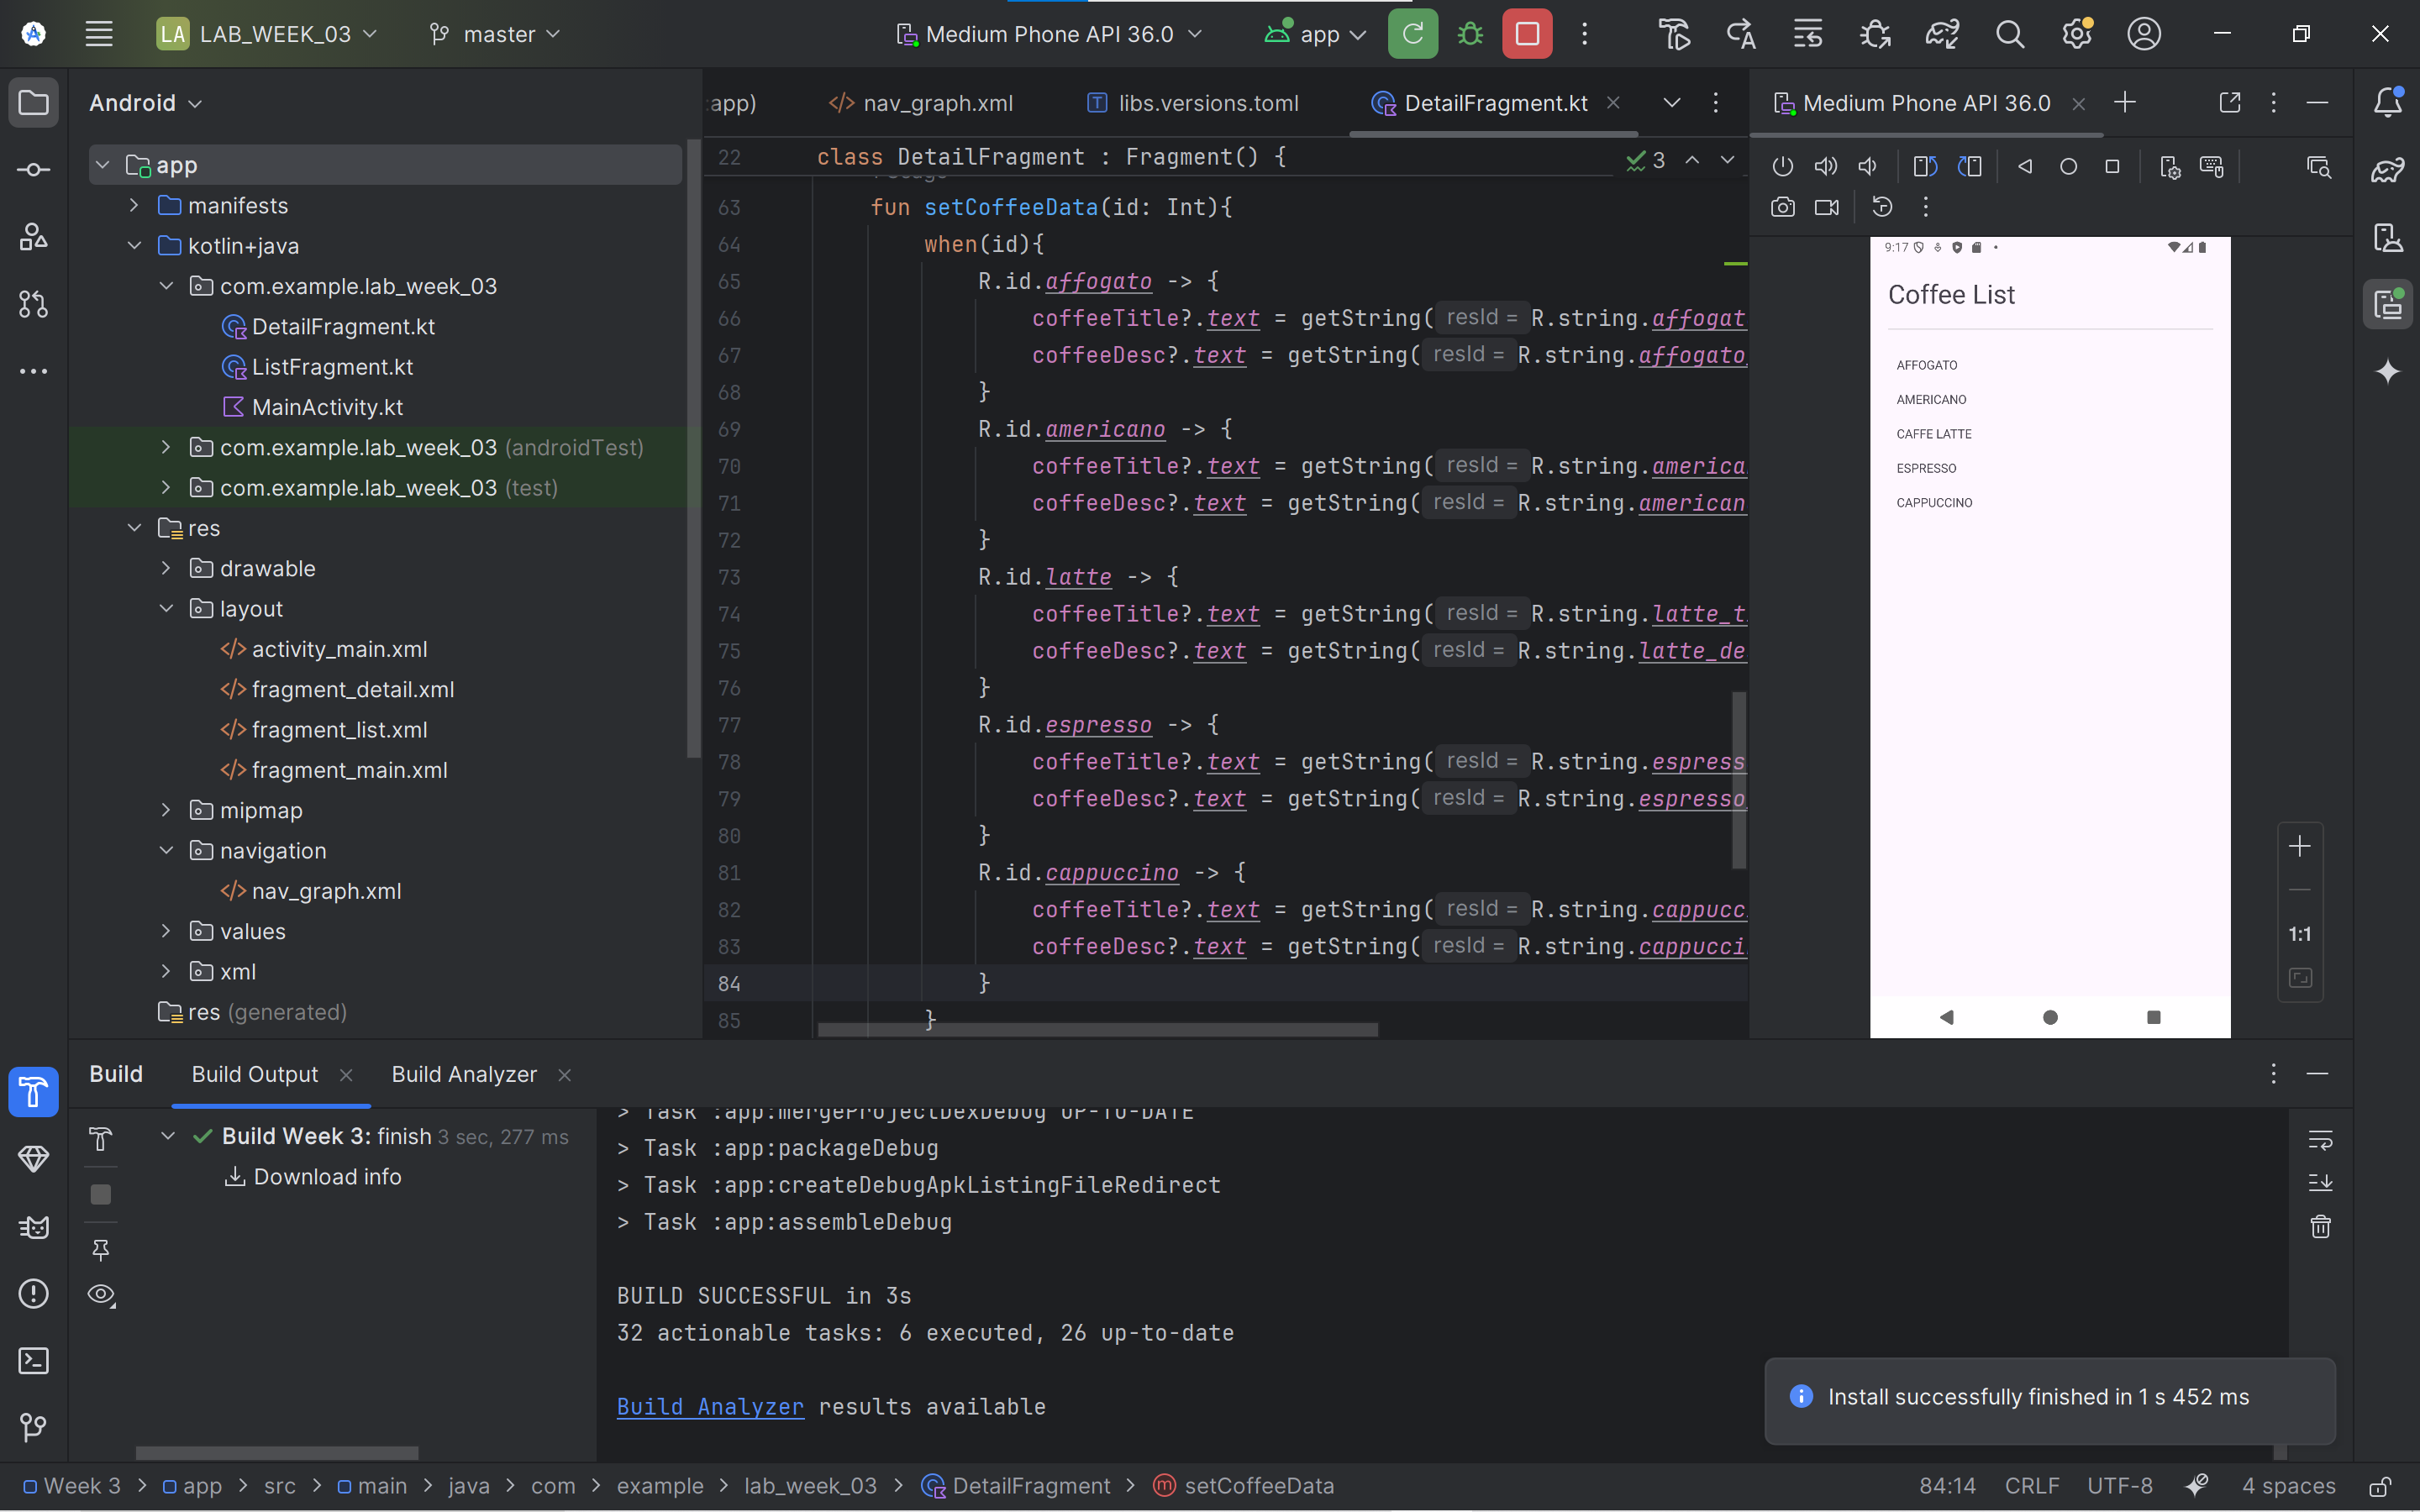 LA LAB_WEEK_03 master Medium Phone API 36.0 app
Android
app
manifests
kotlin+java
com.example.lab_week_03
DetailFragment.kt
ListFragment.kt
MainActivity.kt
com.example.lab_week_03 (androidTest)
com.example.lab_week_03 (test)
res
drawable
layout
activity_main.xml
fragment_detail.xml
fragment_list.xml
fragment_main.xml
mipmap
navigation
nav_graph.xml
values
xml
res (generated)
:app) nav_graph.xml libs.versions.toml DetailFragment.kt
22 class DetailFragment : Fragment() { 3
63 fun setCoffeeData(id: Int){
64 when(id){
65 R.id.affogato -> {
66 coffeeTitle?.text = getString( resId = R.string.affogat
67 coffeeDesc?.text = getString( resId = R.string.affogato
68 }
69 R.id.americano -> {
70 coffeeTitle?.text = getString( resId = R.string.america
71 coffeeDesc?.text = getString( resId = R.string.american
72 }
73 R.id.latte -> {
74 coffeeTitle?.text = getString( resId = R.string.latte_t
75 coffeeDesc?.text = getString( resId = R.string.latte_de
76 }
77 R.id.espresso -> {
78 coffeeTitle?.text = getString( resId = R.string.espress
79 coffeeDesc?.text = getString( resId = R.string.espresso
80 }
81 R.id.cappuccino -> {
82 coffeeTitle?.text = getString( resId = R.string.cappucc
83 coffeeDesc?.text = getString( resId = R.string.cappucci
84 }
85 }
Medium Phone API 36.0
9:17
Coffee List
AFFOGATO
AMERICANO
CAFFE LATTE
ESPRESSO
CAPPUCCINO
1:1
Build Build Output Build Analyzer
Build Week 3: finish 3 sec, 277 ms
Download info
> Task :app:mergeProjectDexDebug UP-TO-DATE
> Task :app:packageDebug
> Task :app:createDebugApkListingFileRedirect
> Task :app:assembleDebug
BUILD SUCCESSFUL in 3s
32 actionable tasks: 6 executed, 26 up-to-date
Build Analyzer results available
Install successfully finished in 1 s 452 ms
Week 3 > app > src > main > java > com > example > lab_week_03 > DetailFragment > setCoffeeData
84:14 CRLF UTF-8 4 spaces